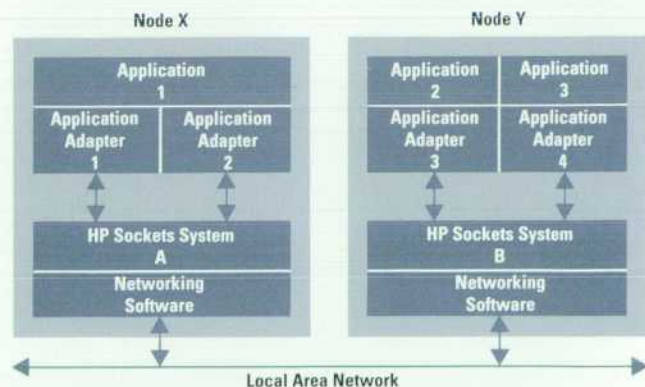 Node X
Application
1
Application
Adapter
1
Application
Adapter
2
HP Sockets System
A
Networking
Software
Node Y
Application
2
Application
3
Application
Adapter
3
Application
Adapter
4
HP Sockets System
B
Networking
Software
Local Area Network